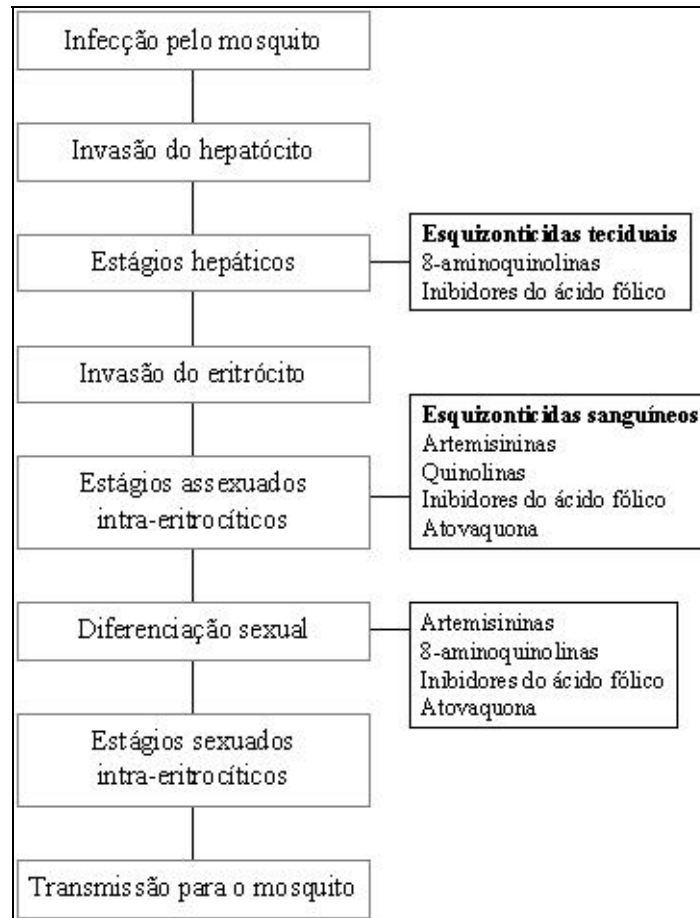 Infecção pelo mosquito
Invasão do hepatócito
Estágios hepáticos
Esquizonticidas teciduais
8-aminoquinolinas
Inibidores do ácido fólico
Invasão do eritrócito
Estágios assexuados
intra-eritrocíticos
Esquizonticidas sanguíneos
Artemisininas
Quinolinas
Inibidores do ácido fólico
Atovaquona
Diferenciação sexual
Artemisininas
8-aminoquinolinas
Inibidores do ácido fólico
Atovaquona
Estágios sexuados
intra-eritrocíticos
Transmissão para o mosquito